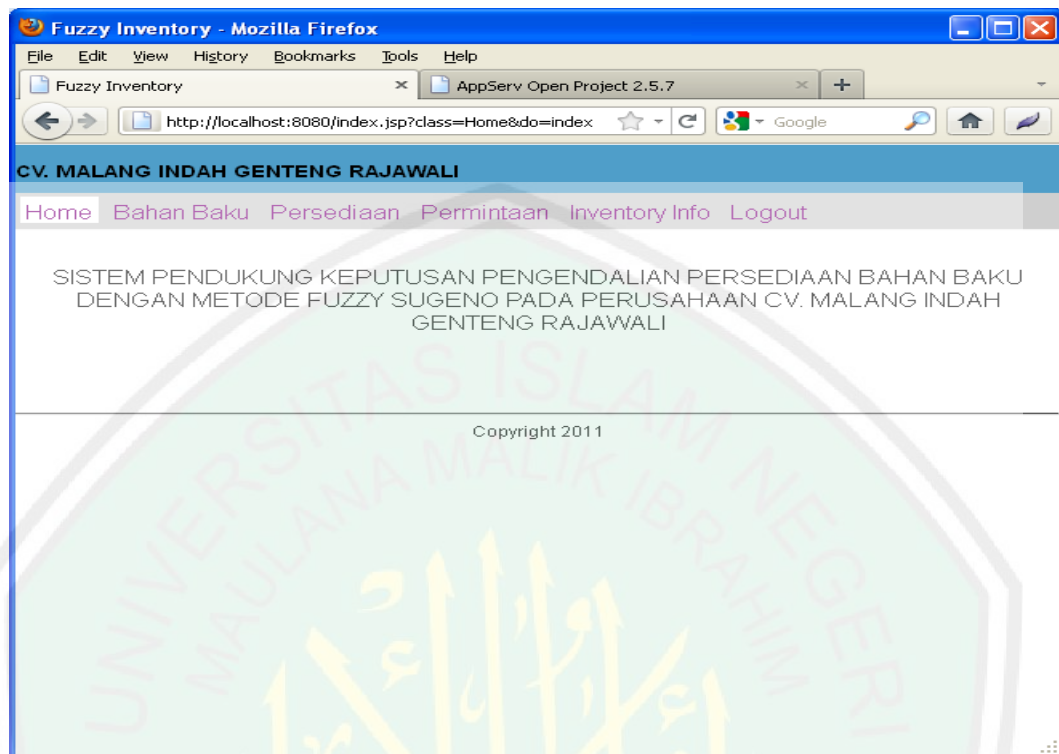 Fuzzy Inventory - Mozilla Firefox
File Edit View History Bookmarks Tools Help
Fuzzy Inventory
AppServ Open Project 2.5.7
http://localhost:8080/index.jsp?class=Home&do=index
Google
CV. MALANG INDAH GENTENG RAJAWALI
Home Bahan Baku Persediaan Permintaan Inventory Info Logout
SISTEM PENDUKUNG KEPUTUSAN PENGENDALIAN PERSEDIAAN BAHAN BAKU
DENGAN METODE FUZZY SUGENO PADA PERUSAHAAN CV. MALANG INDAH
GENTENG RAJAWALI
Copyright 2011
UNIVERSITAS ISLAM NEGERI
MAULANA MALIK IBRAHIM